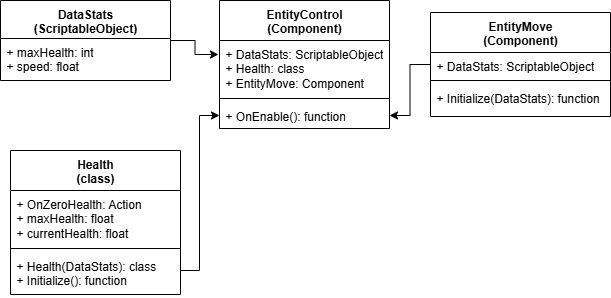 DataStats
(ScriptableObject)
+ maxHealth: int
+ speed: float
EntityControl
(Component)
+ DataStats: ScriptableObject
+ Health: class
+ EntityMove: Component
+ OnEnable(): function
EntityMove
(Component)
+ DataStats: ScriptableObject
+ Initialize(DataStats): function
Health
(class)
+ OnZeroHealth: Action
+ maxHealth: float
+ currentHealth: float
+ Health(DataStats): class
+ Initialize(): function